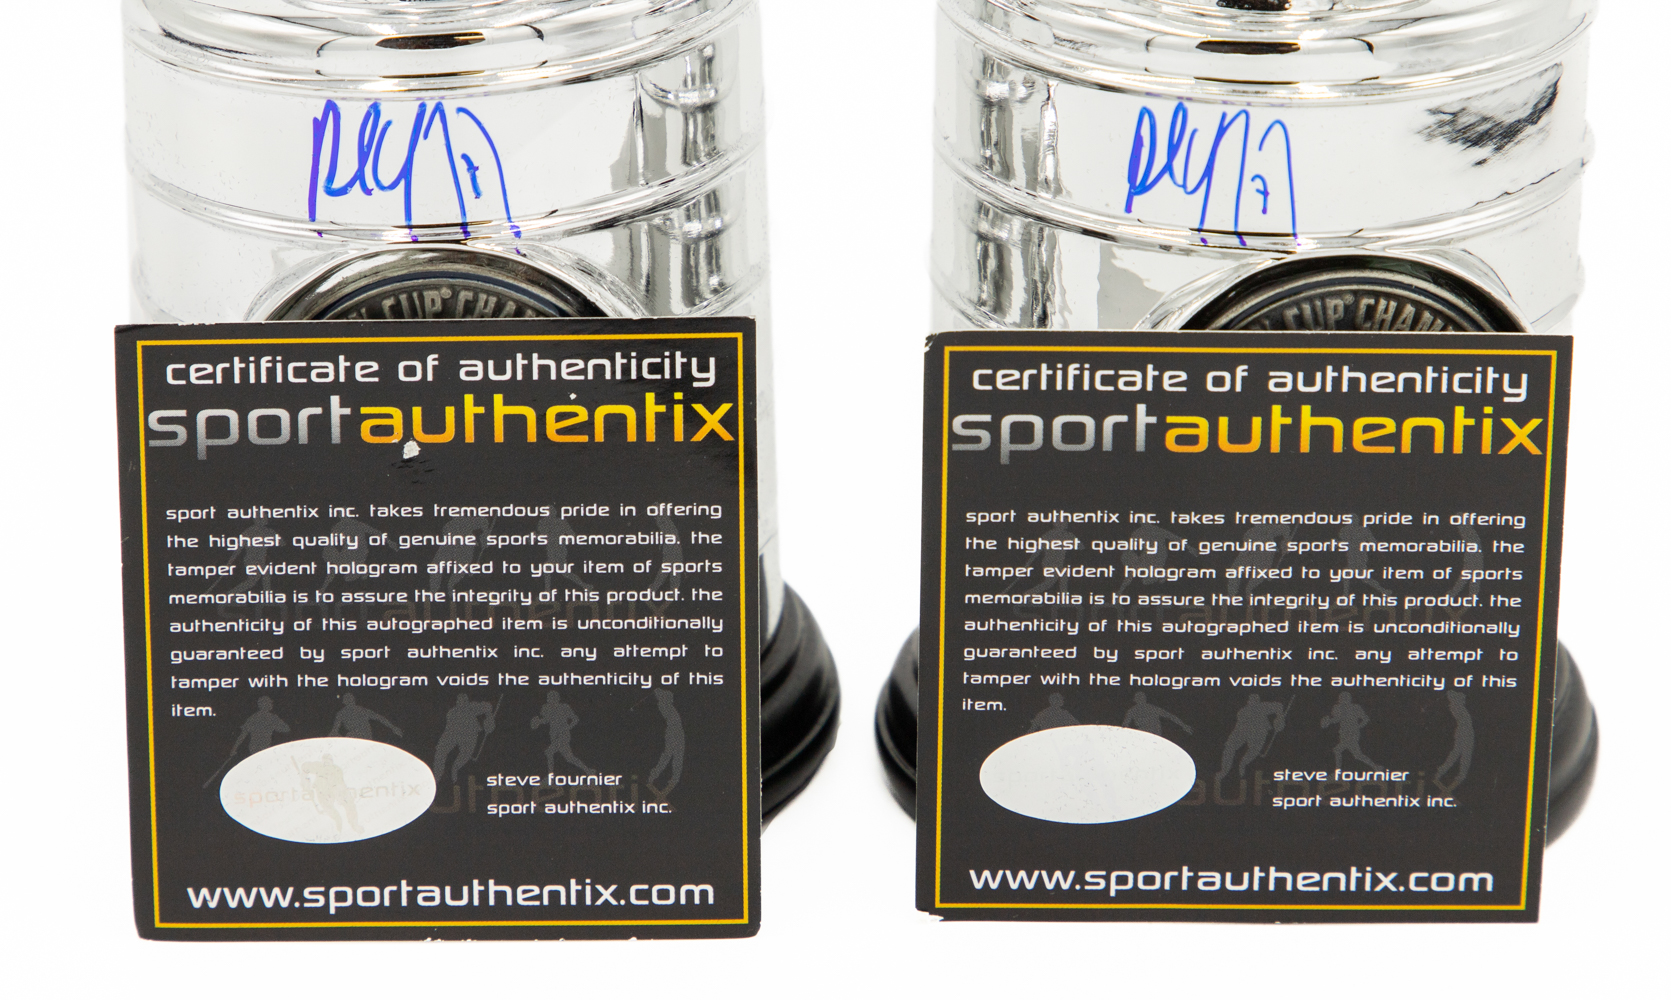 7
CUP CHAM
certificate of authenticity
sportauthentix
sport authentix inc. takes tremendous pride in offering
the highest quality of genuine sports memorabilia. the
tamper evident hologram affixed to your item of sports
memorabilia is to assure the integrity of this product. the
authenticity of this autographed item is unconditionally
guaranteed by sport authentix inc. any attempt to
tamper with the hologram voids the authenticity of this
item.
sportauthentix
steve fournier
sport authentix inc.
www.sportauthentix.com
7
CUP CHAM
certificate of authenticity
sportauthentix
sport authentix inc. takes tremendous pride in offering
the highest quality of genuine sports memorabilia. the
tamper evident hologram affixed to your item of sports
memorabilia is to assure the integrity of this product. the
authenticity of this autographed item is unconditionally
guaranteed by sport authentix inc. any attempt to
tamper with the hologram voids the authenticity of this
item.
steve fournier
sport authentix inc.
www.sportauthentix.com